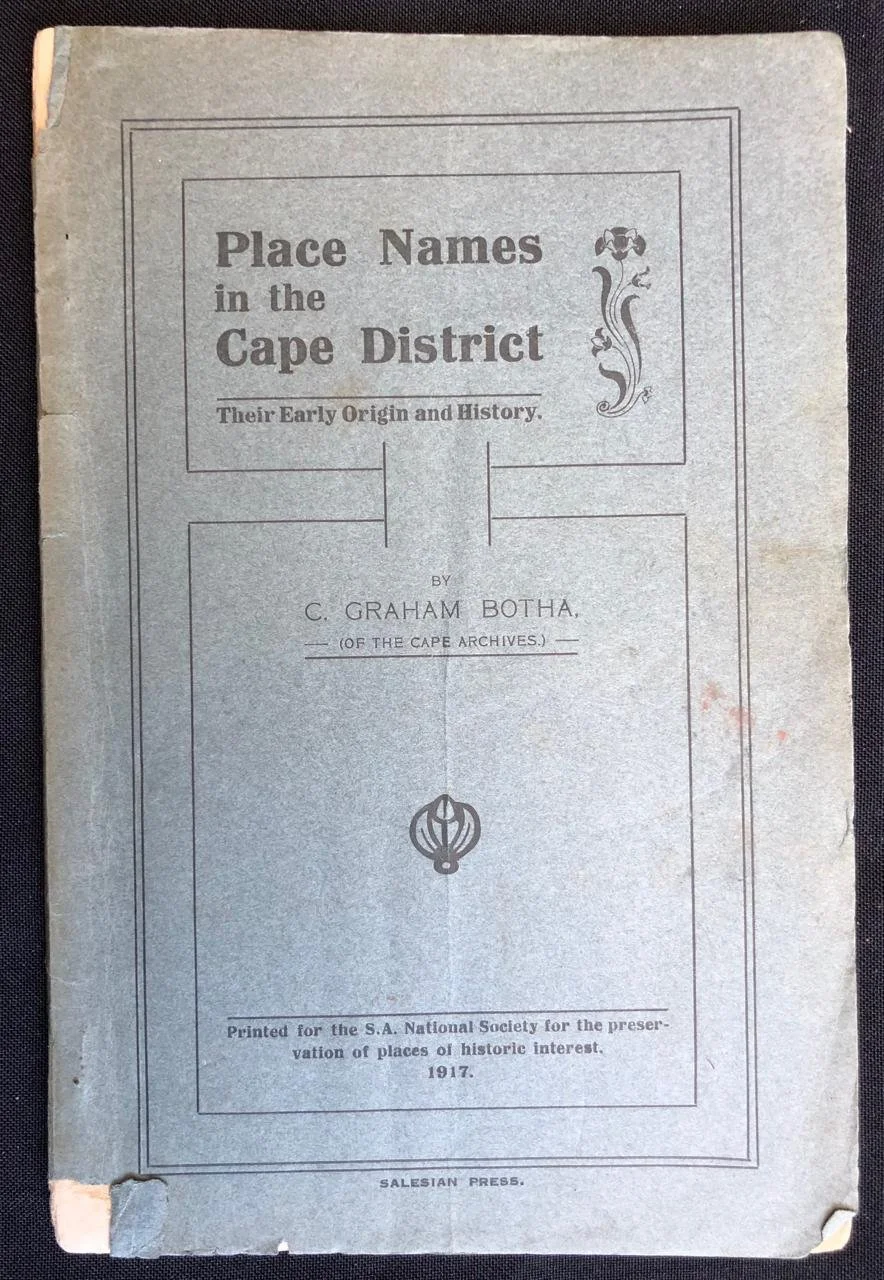 Place Names
in the
Cape District
Their Early Origin and History.
BY
C. GRAHAM BOTHA,
— (OF THE CAPE ARCHIVES.) —
Printed for the S.A. National Society for the preser-
vation of places of historic interest.
1917.
SALESIAN PRESS.